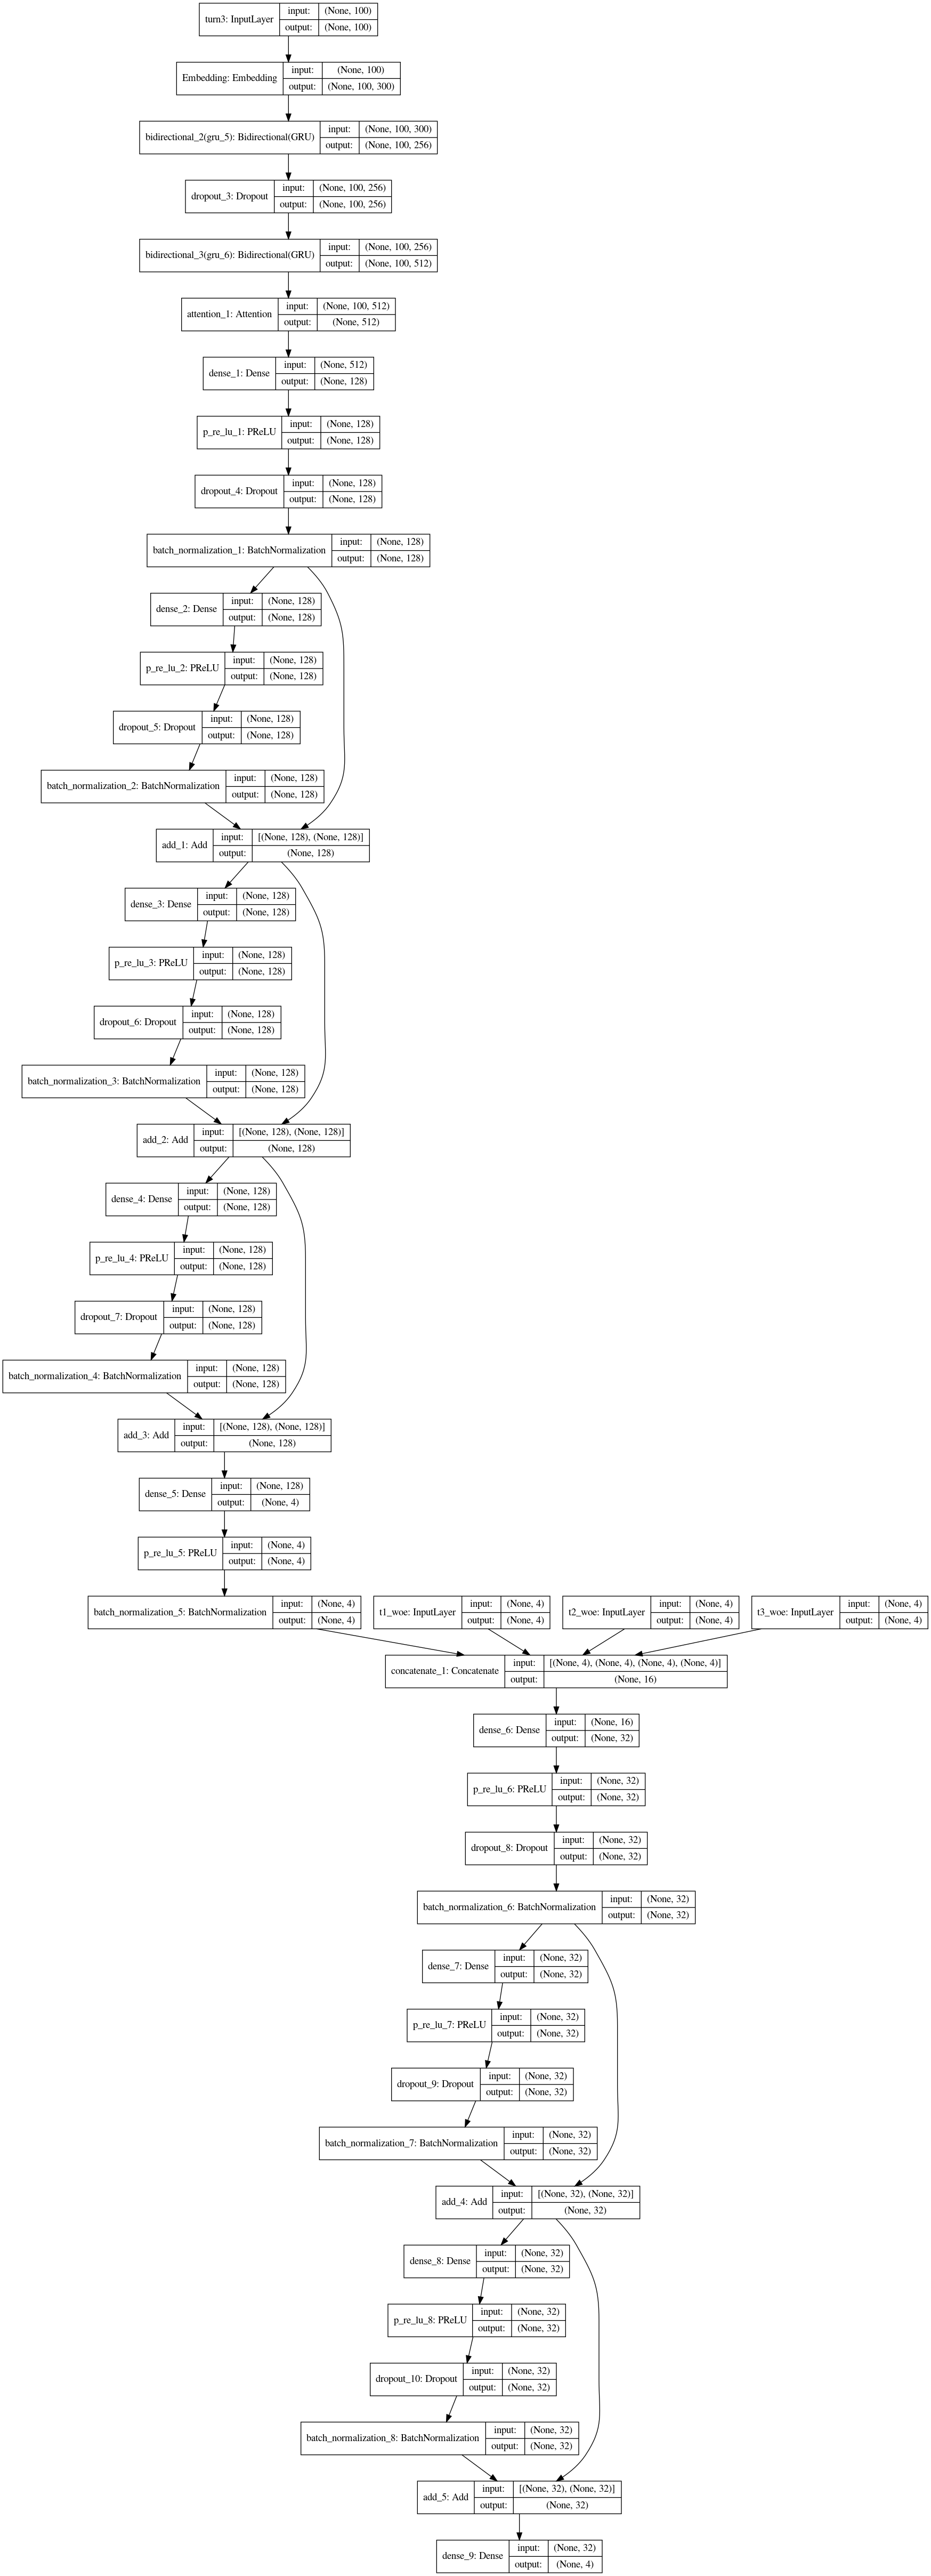 turn3: InputLayer input: (None, 100)
output: (None, 100)
Embedding: Embedding input: (None, 100)
output: (None, 100, 300)
bidirectional_2(gru_5): Bidirectional(GRU) input: (None, 100, 300)
output: (None, 100, 256)
dropout_3: Dropout input: (None, 100, 256)
output: (None, 100, 256)
bidirectional_3(gru_6): Bidirectional(GRU) input: (None, 100, 256)
output: (None, 100, 512)
attention_1: Attention input: (None, 100, 512)
output: (None, 512)
dense_1: Dense input: (None, 512)
output: (None, 128)
p_re_lu_1: PReLU input: (None, 128)
output: (None, 128)
dropout_4: Dropout input: (None, 128)
output: (None, 128)
batch_normalization_1: BatchNormalization input: (None, 128)
output: (None, 128)
dense_2: Dense input: (None, 128)
output: (None, 128)
p_re_lu_2: PReLU input: (None, 128)
output: (None, 128)
dropout_5: Dropout input: (None, 128)
output: (None, 128)
batch_normalization_2: BatchNormalization input: (None, 128)
output: (None, 128)
add_1: Add input: [(None, 128), (None, 128)]
output: (None, 128)
dense_3: Dense input: (None, 128)
output: (None, 128)
p_re_lu_3: PReLU input: (None, 128)
output: (None, 128)
dropout_6: Dropout input: (None, 128)
output: (None, 128)
batch_normalization_3: BatchNormalization input: (None, 128)
output: (None, 128)
add_2: Add input: [(None, 128), (None, 128)]
output: (None, 128)
dense_4: Dense input: (None, 128)
output: (None, 128)
p_re_lu_4: PReLU input: (None, 128)
output: (None, 128)
dropout_7: Dropout input: (None, 128)
output: (None, 128)
batch_normalization_4: BatchNormalization input: (None, 128)
output: (None, 128)
add_3: Add input: [(None, 128), (None, 128)]
output: (None, 128)
dense_5: Dense input: (None, 128)
output: (None, 4)
p_re_lu_5: PReLU input: (None, 4)
output: (None, 4)
batch_normalization_5: BatchNormalization input: (None, 4)
output: (None, 4)
t1_woe: InputLayer input: (None, 4)
output: (None, 4)
t2_woe: InputLayer input: (None, 4)
output: (None, 4)
t3_woe: InputLayer input: (None, 4)
output: (None, 4)
concatenate_1: Concatenate input: [(None, 4), (None, 4), (None, 4), (None, 4)]
output: (None, 16)
dense_6: Dense input: (None, 16)
output: (None, 32)
p_re_lu_6: PReLU input: (None, 32)
output: (None, 32)
dropout_8: Dropout input: (None, 32)
output: (None, 32)
batch_normalization_6: BatchNormalization input: (None, 32)
output: (None, 32)
dense_7: Dense input: (None, 32)
output: (None, 32)
p_re_lu_7: PReLU input: (None, 32)
output: (None, 32)
dropout_9: Dropout input: (None, 32)
output: (None, 32)
batch_normalization_7: BatchNormalization input: (None, 32)
output: (None, 32)
add_4: Add input: [(None, 32), (None, 32)]
output: (None, 32)
dense_8: Dense input: (None, 32)
output: (None, 32)
p_re_lu_8: PReLU input: (None, 32)
output: (None, 32)
dropout_10: Dropout input: (None, 32)
output: (None, 32)
batch_normalization_8: BatchNormalization input: (None, 32)
output: (None, 32)
add_5: Add input: [(None, 32), (None, 32)]
output: (None, 32)
dense_9: Dense input: (None, 32)
output: (None, 4)